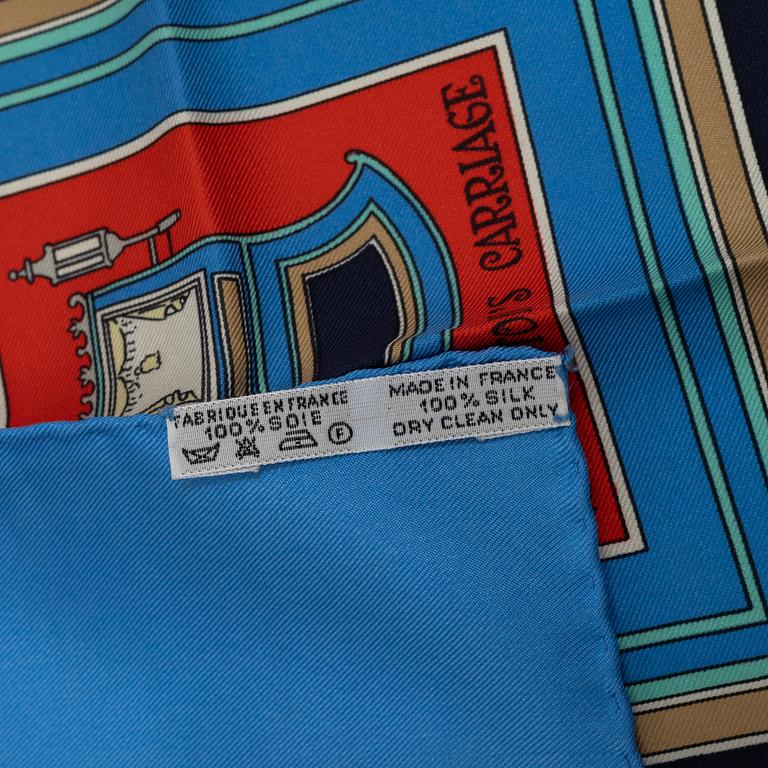 CARRIAGE
FABRIQUE EN FRANCE
100% SOIE
P
MADE IN FRANCE
100% SILK
DRY CLEAN ONLY